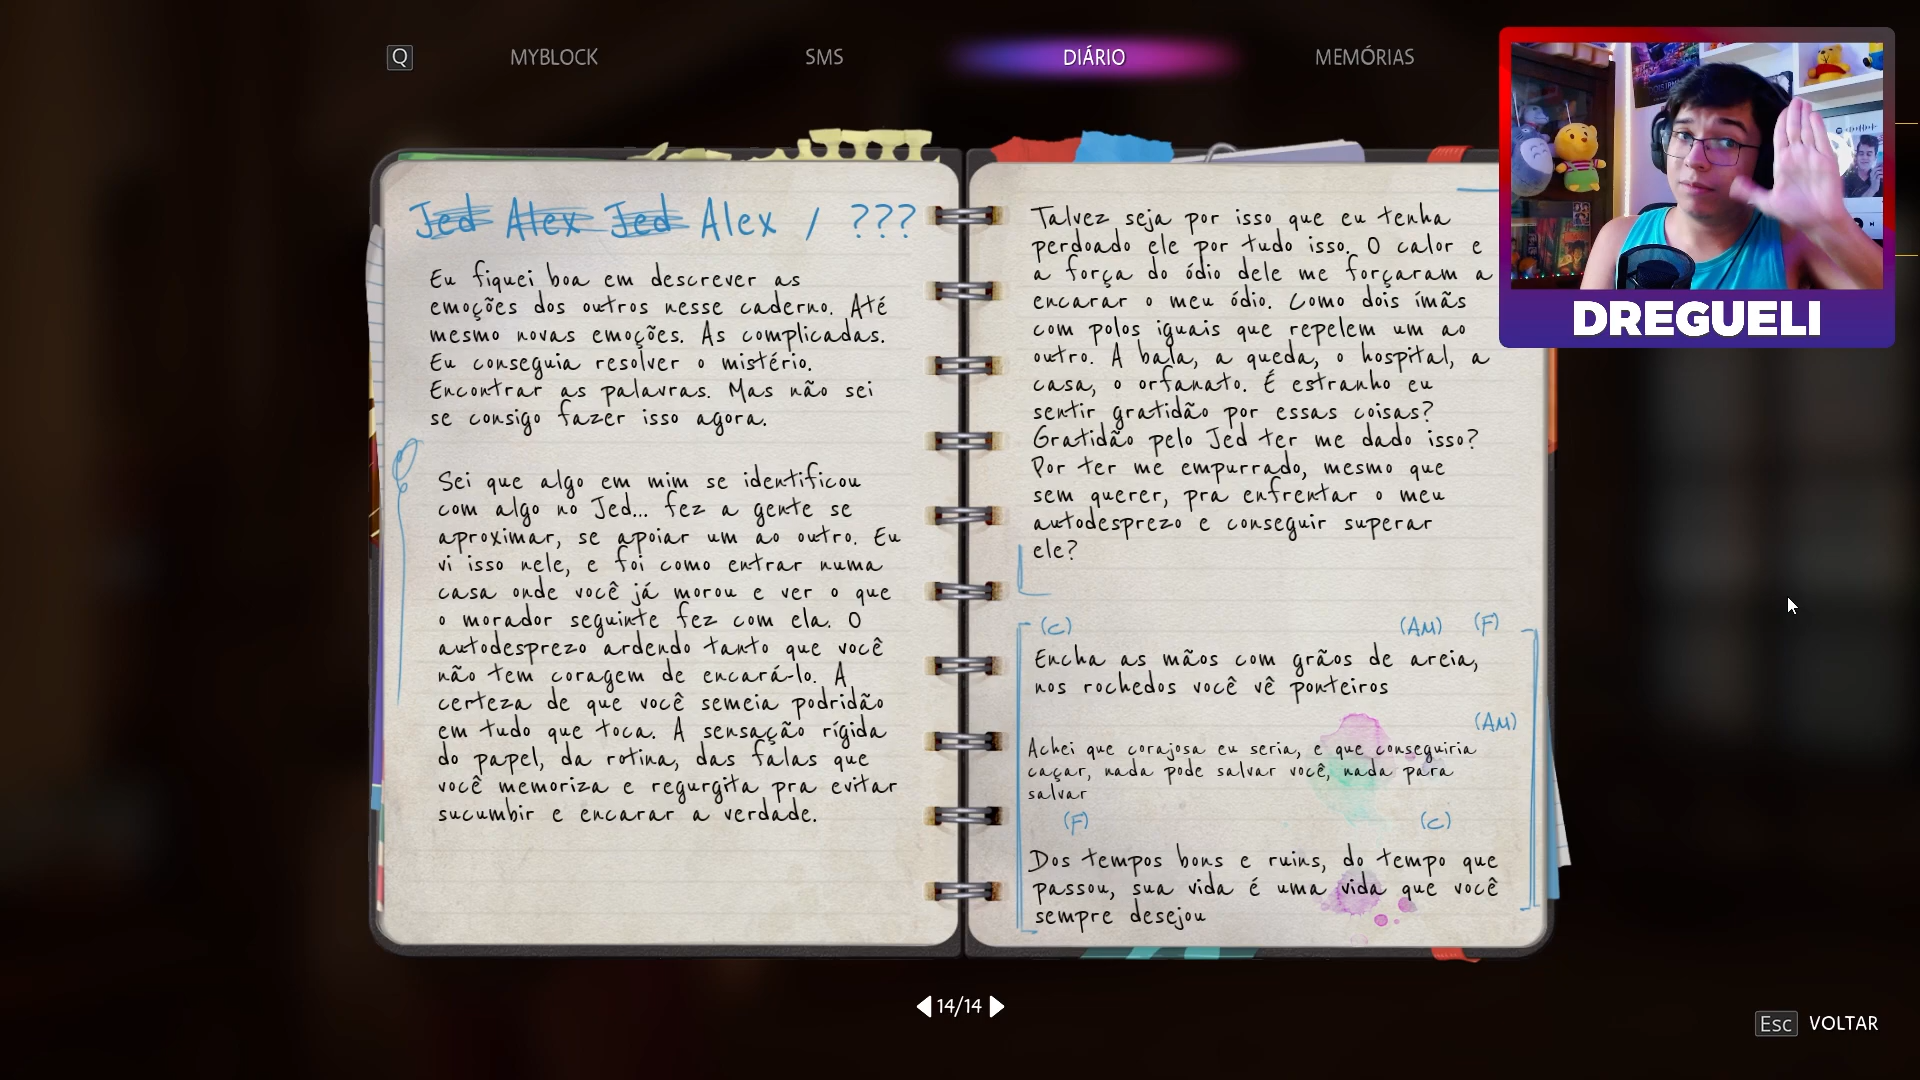 Q
MYBLOCK
SMS
DIÁRIO
MEMÓRIAS
DREGUELI
Jed Alex Jed Alex / ???
Eu fiquei boa em descrever as
emoções dos outros nesse caderno. Até
mesmo novas emoções. As complicadas.
Eu conseguia resolver o mistério.
Encontrar as palavras. Mas não sei
se consigo fazer isso agora.
Sei que algo em mim se identificou
com algo no Jed... fez a gente se
aproximar, se apoiar um ao outro. Eu
vi isso nele, e foi como entrar numa
casa onde você já morou e ver o que
o morador seguinte fez com ela. O
autodesprezo ardendo tanto que você
não tem coragem de encará-lo. A
certeza de que você semeia podridão
em tudo que toca. A sensação rígida
do papel, da rotina, das falas que
você memoriza e regurgita pra evitar
sucumbir e encarar a verdade.
Talvez seja por isso que eu tenha
perdoado ele por tudo isso. O calor e
a força do ódio dele me forçaram a
encarar o meu ódio. Como dois ímãs
com polos iguais que repelem um ao
outro. A bala, a queda, o hospital, a
casa, o orfanato. É estranho eu
sentir gratidão por essas coisas?
Gratidão pelo Jed ter me dado isso?
Por ter me empurrado, mesmo que
sem querer, pra enfrentar o meu
autodesprezo e conseguir superar
ele?
(C) (AM) (F)
Encha as mãos com grãos de areia,
nos rochedos você vê ponteiros
(AM)
Achei que corajosa eu seria, e que conseguiria
caçar, nada pode salvar você, nada para
salvar
(F) (C)
Dos tempos bons e ruins, do tempo que
passou, sua vida é uma vida que você
sempre desejou
14/14
Esc VOLTAR